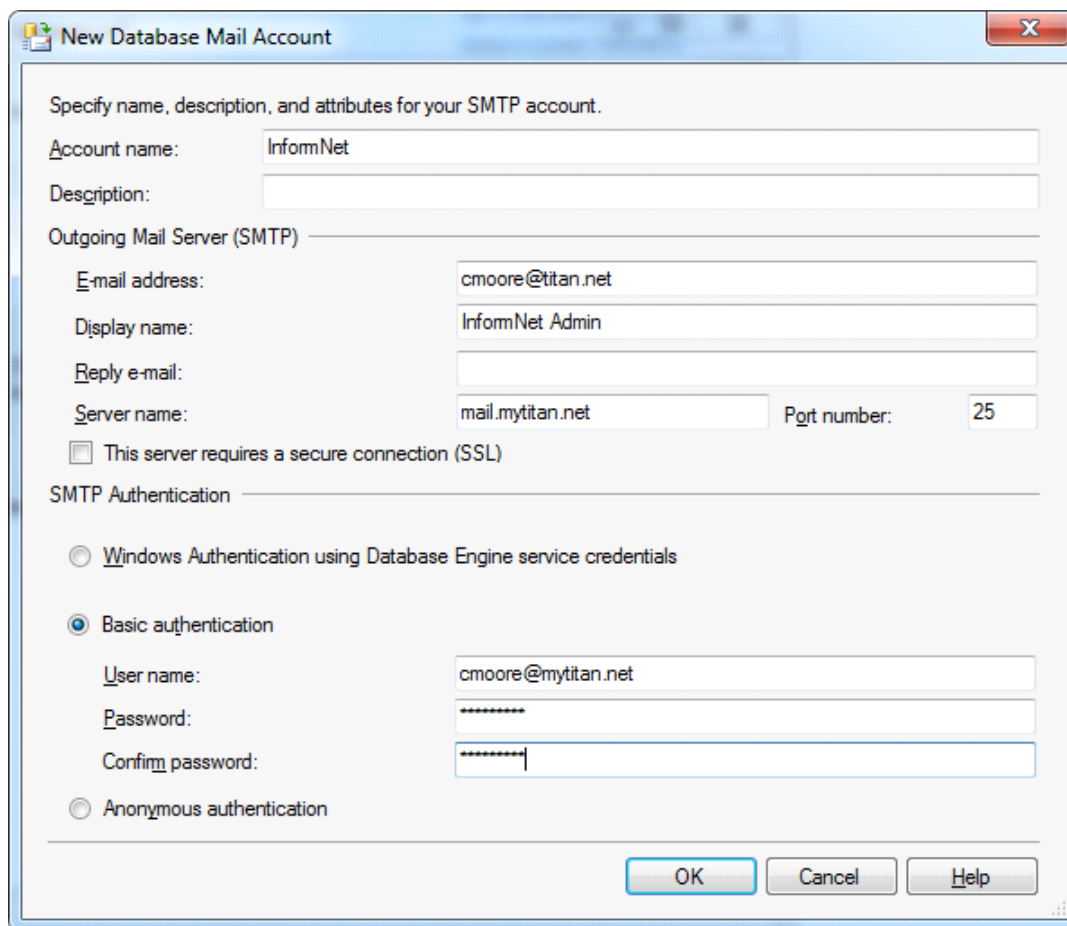 New Database Mail Account
Specify name, description, and attributes for your SMTP account.
Account name: InformNet
Description:
Outgoing Mail Server (SMTP)
E-mail address: cmoore@titan.net
Display name: InformNet Admin
Reply e-mail:
Server name: mail.mytitan.net Port number: 25
This server requires a secure connection (SSL)
SMTP Authentication
Windows Authentication using Database Engine service credentials
Basic authentication
User name: cmoore@mytitan.net
Password: *********
Confirm password: *********
Anonymous authentication
OK Cancel Help